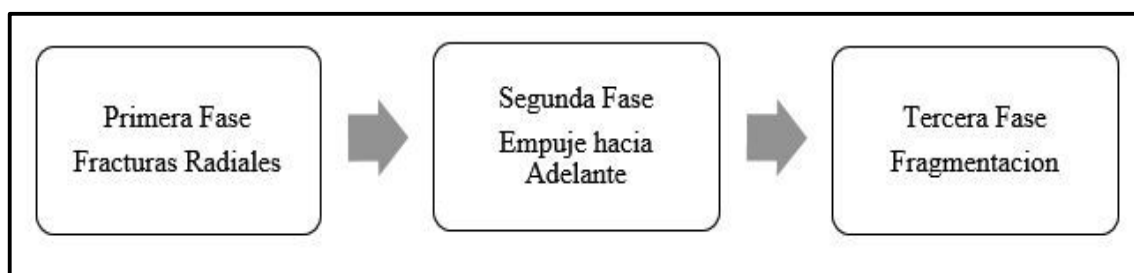 Primera Fase
Fracturas Radiales
Segunda Fase
Empuje hacia
Adelante
Tercera Fase
Fragmentacion